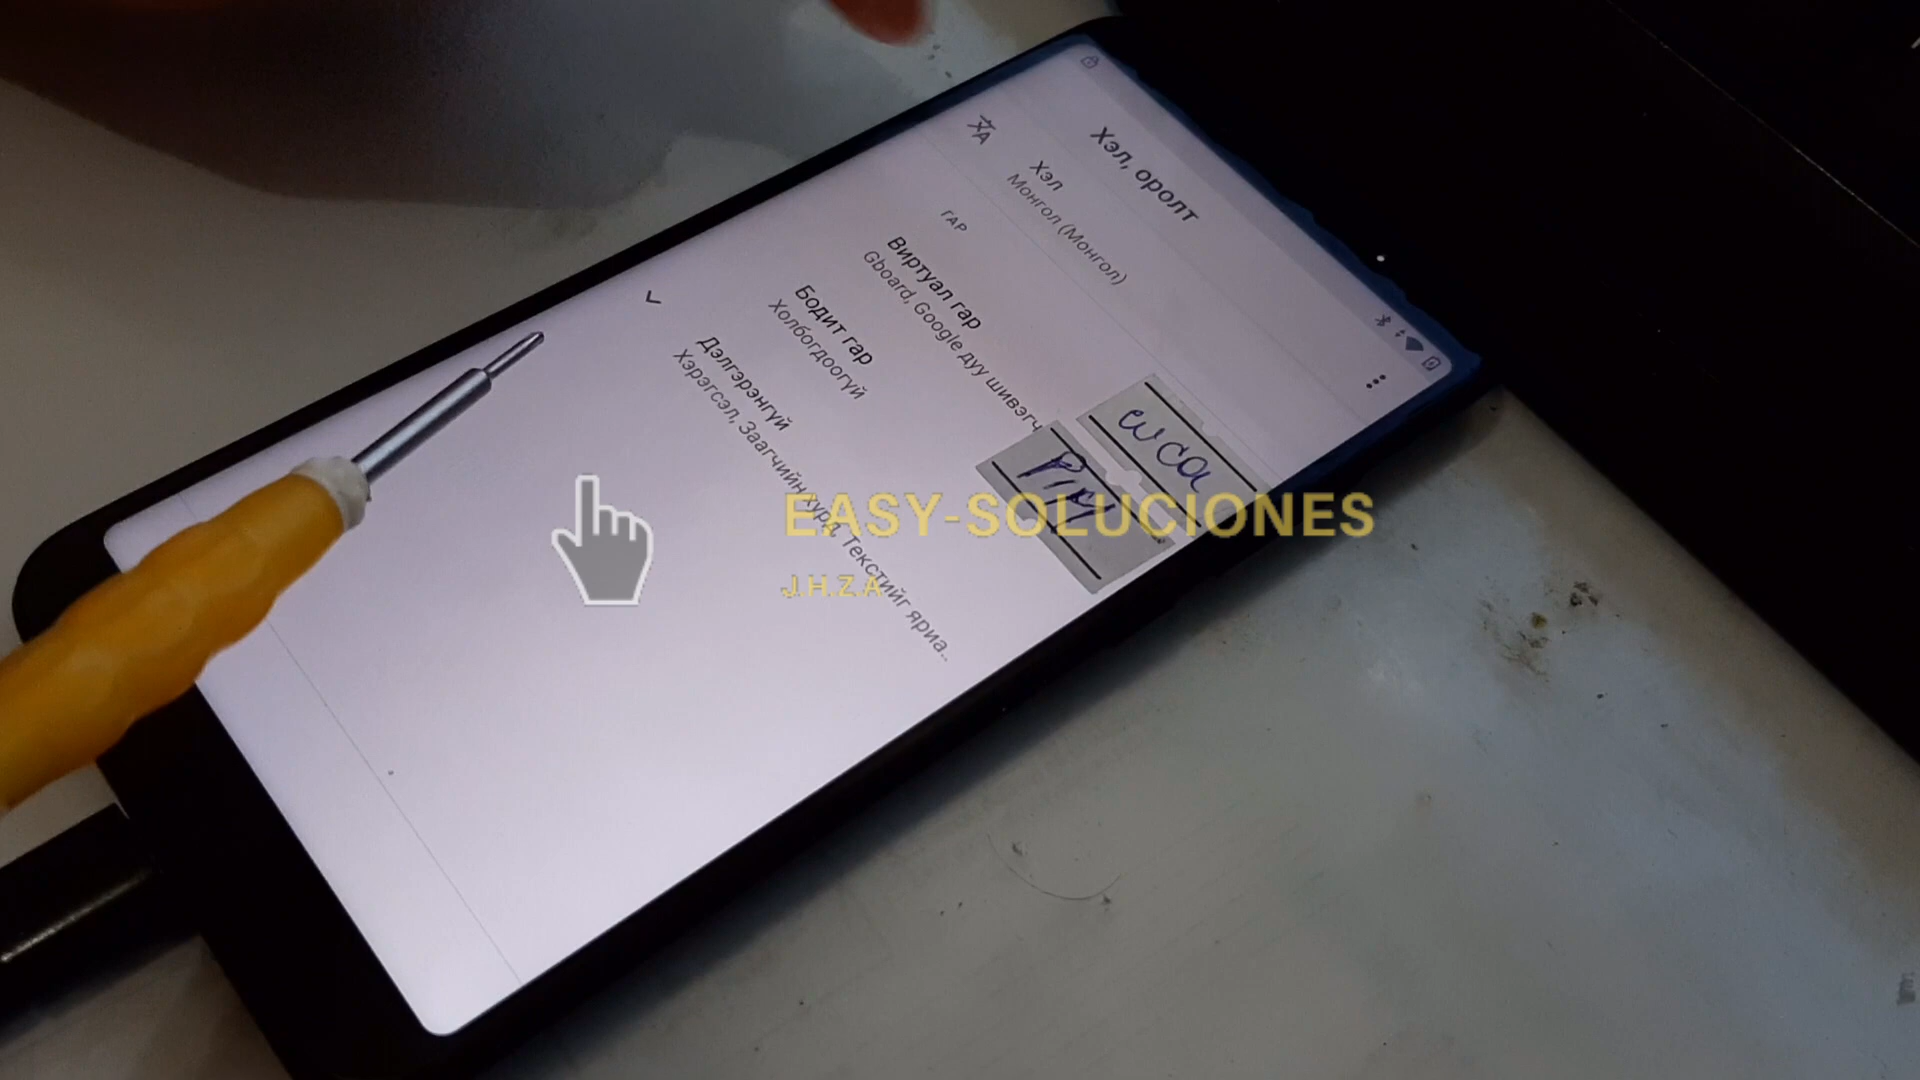 Хэл, оролт
Хэл
Монгол (Монгол)
ГАР
Виртуал гар
Gboard, Google дуу шивэгч
Бодит гар
Холбогдоогүй
Дэлгэрэнгүй
Хэрэгсэл, Заагчийн хурд, Текстийг яриа..
EASY-SOLUCIONES
J.H.Z.A